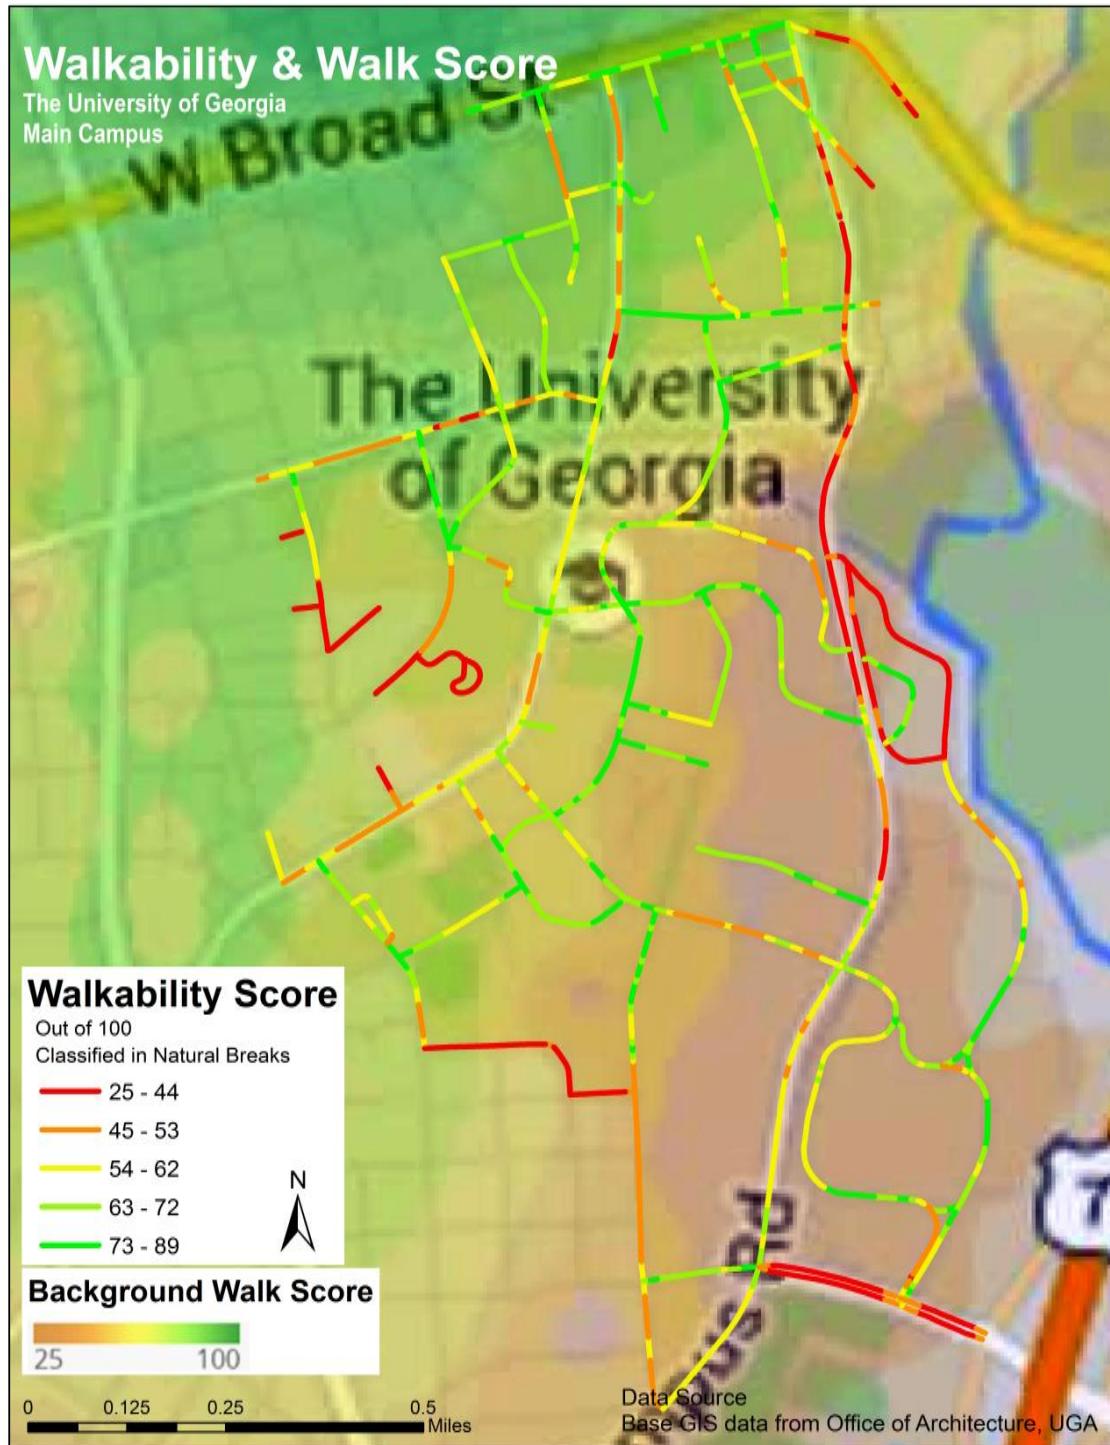 Walkability & Walk Score
The University of Georgia
Main Campus
W Broad St
The University
of Georgia
Walkability Score
Out of 100
Classified in Natural Breaks
25 - 44
45 - 53
54 - 62
63 - 72
73 - 89
N
Background Walk Score
25 100
7
pus Rd
0 0.125 0.25 0.5
Miles
Data Source
Base GIS data from Office of Architecture, UGA